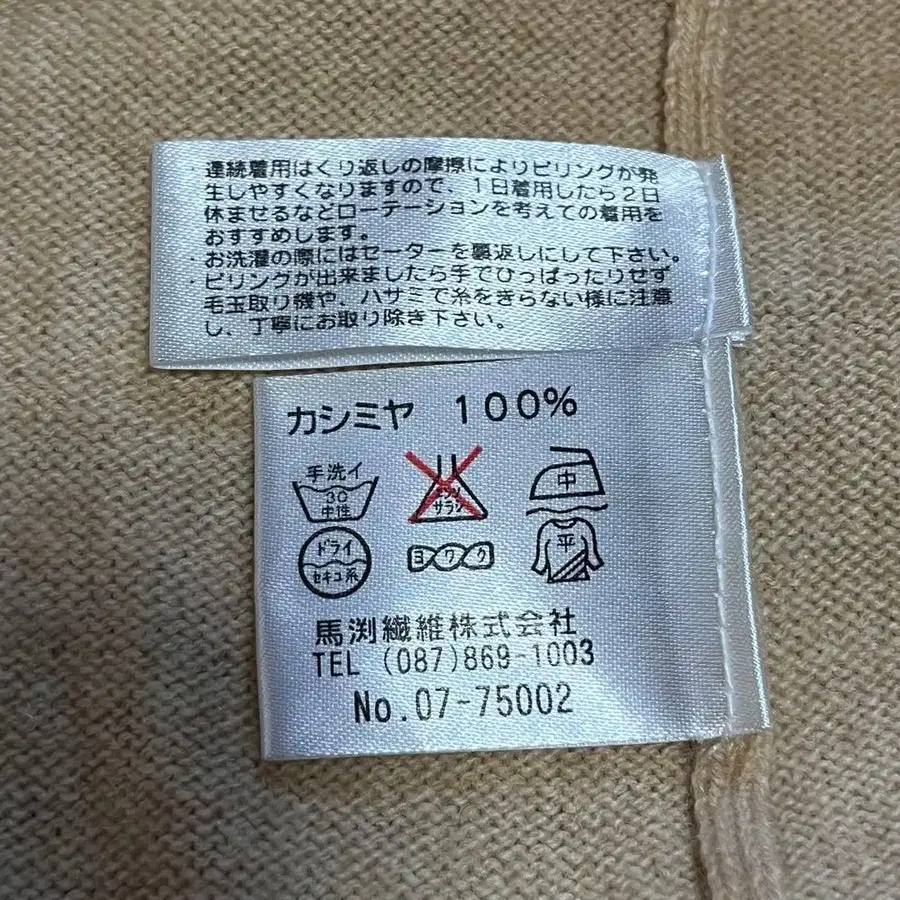 ・連続着用はくり返しの摩擦によりピリングが発
生しやすくなりますので、1日着用したら2日
休ませるなどローテーションを考えての着用を
おすすめします。
・お洗濯の際にはセーターを裏返しにして下さい。
・ピリングが出来ましたら手でひっぱったりせず
毛玉取り機や、ハサミで糸をきらない様に注意
し、丁寧にお取り除き下さい。
カシミヤ 100%
手洗イ
30
中性
エンソ
サラシ
中
ドライ
セキユ系
ヨワク
平
馬渕繊維株式会社
TEL (087)869-1003
No.07-75002